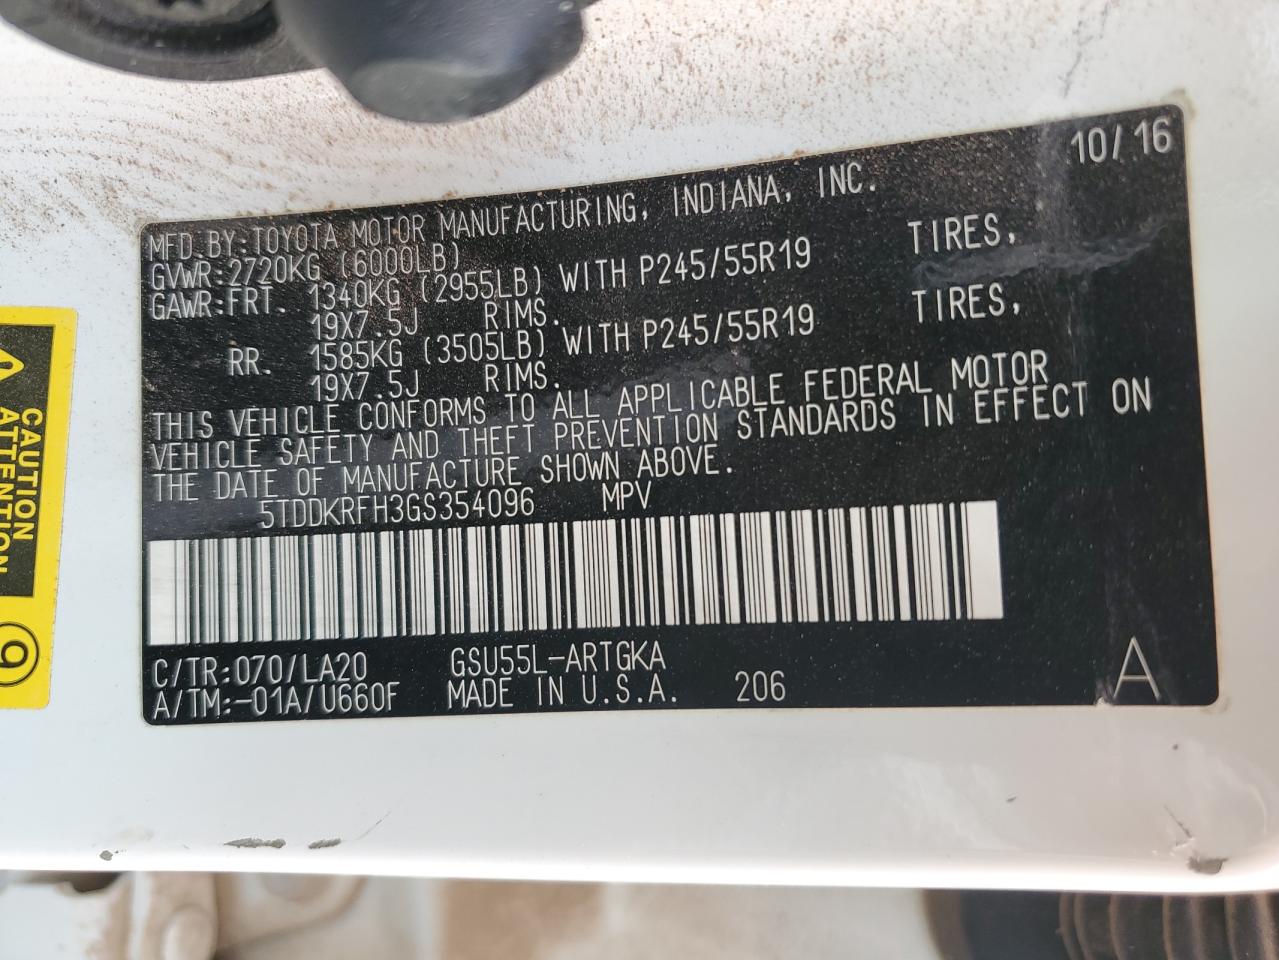 10/16
MFD.BY:TOYOTA MOTOR MANUFACTURING, INDIANA, INC.
GVWR:2720KG (6000LB)
GAWR:FRT. 1340KG (2955LB) WITH P245/55R19 TIRES,
19X7.5J RIMS.
RR. 1585KG (3505LB) WITH P245/55R19 TIRES,
19X7.5J RIMS.
THIS VEHICLE CONFORMS TO ALL APPLICABLE FEDERAL MOTOR
VEHICLE SAFETY AND THEFT PREVENTION STANDARDS IN EFFECT ON
THE DATE OF MANUFACTURE SHOWN ABOVE.
5TDDKRFH3GS354096 MPV
C/TR:070/LA20 GSU55L-ARTGKA
A/TM:-01A/U660F MADE IN U.S.A. 206 A
CAUTION
ATTENTION
9